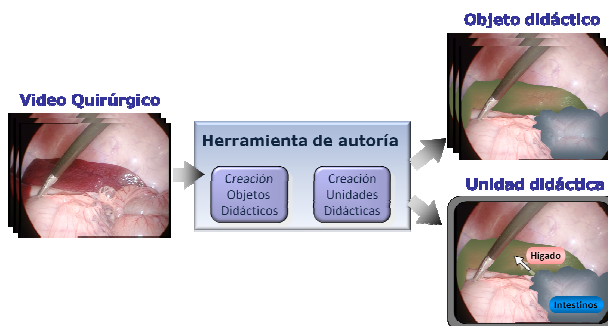 Objeto didáctico
Video Quirúrgico
Herramienta de autoría
Creación
Objetos
Didácticos
Creación
Unidades
Didácticas
Unidad didáctica
Hígado
Intestinos